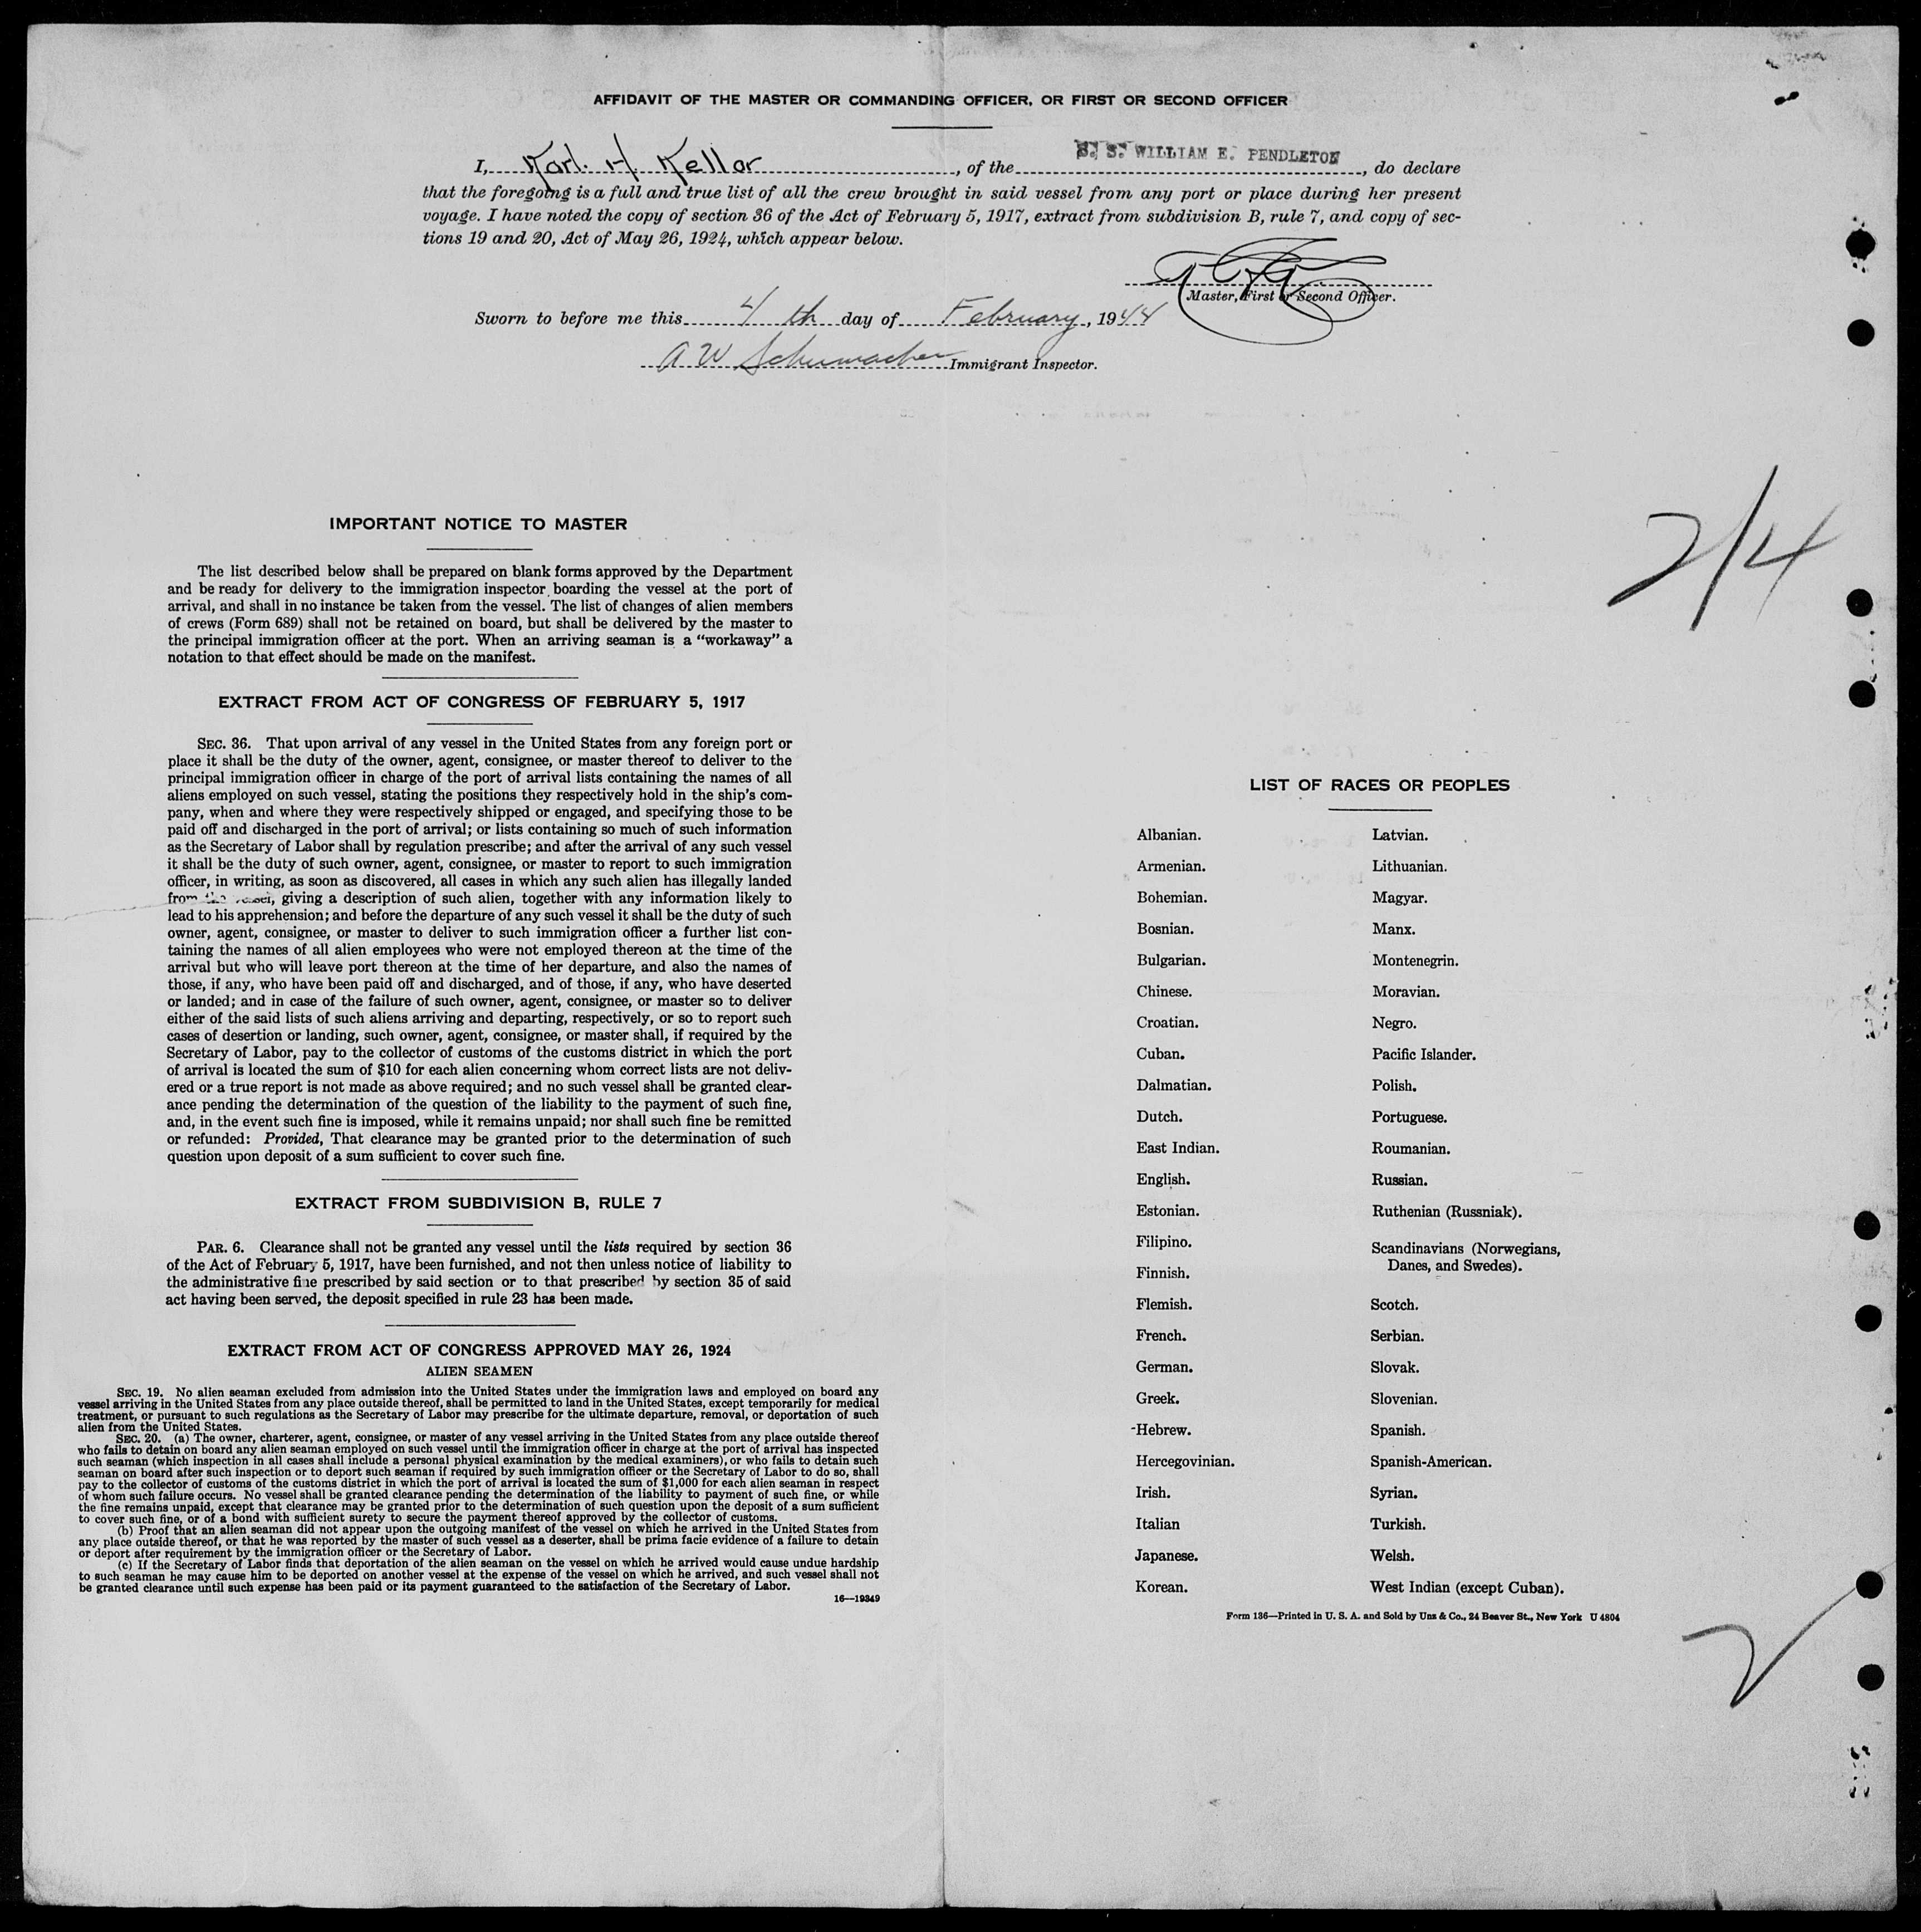 AFFIDAVIT OF THE MASTER OR COMMANDING OFFICER, OR FIRST OR SECOND OFFICER
I, Karl. H. Kellar, of the S. S. WILLIAM E. PENDLETON, do declare
that the foregoing is a full and true list of all the crew brought in said vessel from any port or place during her present
voyage. I have noted the copy of section 36 of the Act of February 5, 1917, extract from subdivision B, rule 7, and copy of sec-
tions 19 and 20, Act of May 26, 1924, which appear below.
Master, First or Second Officer.
Sworn to before me this 4 th day of February, 1944
A W Schumacher Immigrant Inspector.
2/4
IMPORTANT NOTICE TO MASTER
The list described below shall be prepared on blank forms approved by the Department
and be ready for delivery to the immigration inspector boarding the vessel at the port of
arrival, and shall in no instance be taken from the vessel. The list of changes of alien members
of crews (Form 689) shall not be retained on board, but shall be delivered by the master to
the principal immigration officer at the port. When an arriving seaman is a "workaway" a
notation to that effect should be made on the manifest.
EXTRACT FROM ACT OF CONGRESS OF FEBRUARY 5, 1917
SEC. 36. That upon arrival of any vessel in the United States from any foreign port or
place it shall be the duty of the owner, agent, consignee, or master thereof to deliver to the
principal immigration officer in charge of the port of arrival lists containing the names of all
aliens employed on such vessel, stating the positions they respectively hold in the ship's com-
pany, when and where they were respectively shipped or engaged, and specifying those to be
paid off and discharged in the port of arrival; or lists containing so much of such information
as the Secretary of Labor shall by regulation prescribe; and after the arrival of any such vessel
it shall be the duty of such owner, agent, consignee, or master to report to such immigration
officer, in writing, as soon as discovered, all cases in which any such alien has illegally landed
from the vessel, giving a description of such alien, together with any information likely to
lead to his apprehension; and before the departure of any such vessel it shall be the duty of such
owner, agent, consignee, or master to deliver to such immigration officer a further list con-
taining the names of all alien employees who were not employed thereon at the time of the
arrival but who will leave port thereon at the time of her departure, and also the names of
those, if any, who have been paid off and discharged, and of those, if any, who have deserted
or landed; and in case of the failure of such owner, agent, consignee, or master so to deliver
either of the said lists of such aliens arriving and departing, respectively, or so to report such
cases of desertion or landing, such owner, agent, consignee, or master shall, if required by the
Secretary of Labor, pay to the collector of customs of the customs district in which the port
of arrival is located the sum of $10 for each alien concerning whom correct lists are not deliv-
ered or a true report is not made as above required; and no such vessel shall be granted clear-
ance pending the determination of the question of the liability to the payment of such fine,
and, in the event such fine is imposed, while it remains unpaid; nor shall such fine be remitted
or refunded: Provided, That clearance may be granted prior to the determination of such
question upon deposit of a sum sufficient to cover such fine.
EXTRACT FROM SUBDIVISION B, RULE 7
PAR. 6. Clearance shall not be granted any vessel until the lists required by section 36
of the Act of February 5, 1917, have been furnished, and not then unless notice of liability to
the administrative fine prescribed by said section or to that prescribed by section 35 of said
act having been served, the deposit specified in rule 23 has been made.
EXTRACT FROM ACT OF CONGRESS APPROVED MAY 26, 1924
ALIEN SEAMEN
SEC. 19. No alien seaman excluded from admission into the United States under the immigration laws and employed on board any
vessel arriving in the United States from any place outside thereof, shall be permitted to land in the United States, except temporarily for medical
treatment, or pursuant to such regulations as the Secretary of Labor may prescribe for the ultimate departure, removal, or deportation of such
alien from the United States.
SEC. 20. (a) The owner, charterer, agent, consignee, or master of any vessel arriving in the United States from any place outside thereof
who fails to detain on board any alien seaman employed on such vessel until the immigration officer in charge at the port of arrival has inspected
such seaman (which inspection in all cases shall include a personal physical examination by the medical examiners), or who fails to detain such
seaman on board after such inspection or to deport such seaman if required by such immigration officer or the Secretary of Labor to do so, shall
pay to the collector of customs of the customs district in which the port of arrival is located the sum of $1,000 for each alien seaman in respect
of whom such failure occurs. No vessel shall be granted clearance pending the determination of the liability to payment of such fine, or while
the fine remains unpaid, except that clearance may be granted prior to the determination of such question upon the deposit of a sum sufficient
to cover such fine, or of a bond with sufficient surety to secure the payment thereof approved by the collector of customs.
(b) Proof that an alien seaman did not appear upon the outgoing manifest of the vessel on which he arrived in the United States from
any place outside thereof, or that he was reported by the master of such vessel as a deserter, shall be prima facie evidence of a failure to detain
or deport after requirement by the immigration officer or the Secretary of Labor.
(c) If the Secretary of Labor finds that deportation of the alien seaman on the vessel on which he arrived would cause undue hardship
to such seaman he may cause him to be deported on another vessel at the expense of the vessel on which he arrived, and such vessel shall not
be granted clearance until such expense has been paid or its payment guaranteed to the satisfaction of the Secretary of Labor.
16—19349
LIST OF RACES OR PEOPLES
Albanian.
Armenian.
Bohemian.
Bosnian.
Bulgarian.
Chinese.
Croatian.
Cuban.
Dalmatian.
Dutch.
East Indian.
English.
Estonian.
Filipino.
Finnish.
Flemish.
French.
German.
Greek.
Hebrew.
Hercegovinian.
Irish.
Italian
Japanese.
Korean.
Latvian.
Lithuanian.
Magyar.
Manx.
Montenegrin.
Moravian.
Negro.
Pacific Islander.
Polish.
Portuguese.
Roumanian.
Russian.
Ruthenian (Russniak).
Scandinavians (Norwegians,
Danes, and Swedes).
Scotch.
Serbian.
Slovak.
Slovenian.
Spanish.
Spanish-American.
Syrian.
Turkish.
Welsh.
West Indian (except Cuban).
Form 136—Printed in U. S. A. and Sold by Unz & Co., 24 Beaver St., New York U 4804